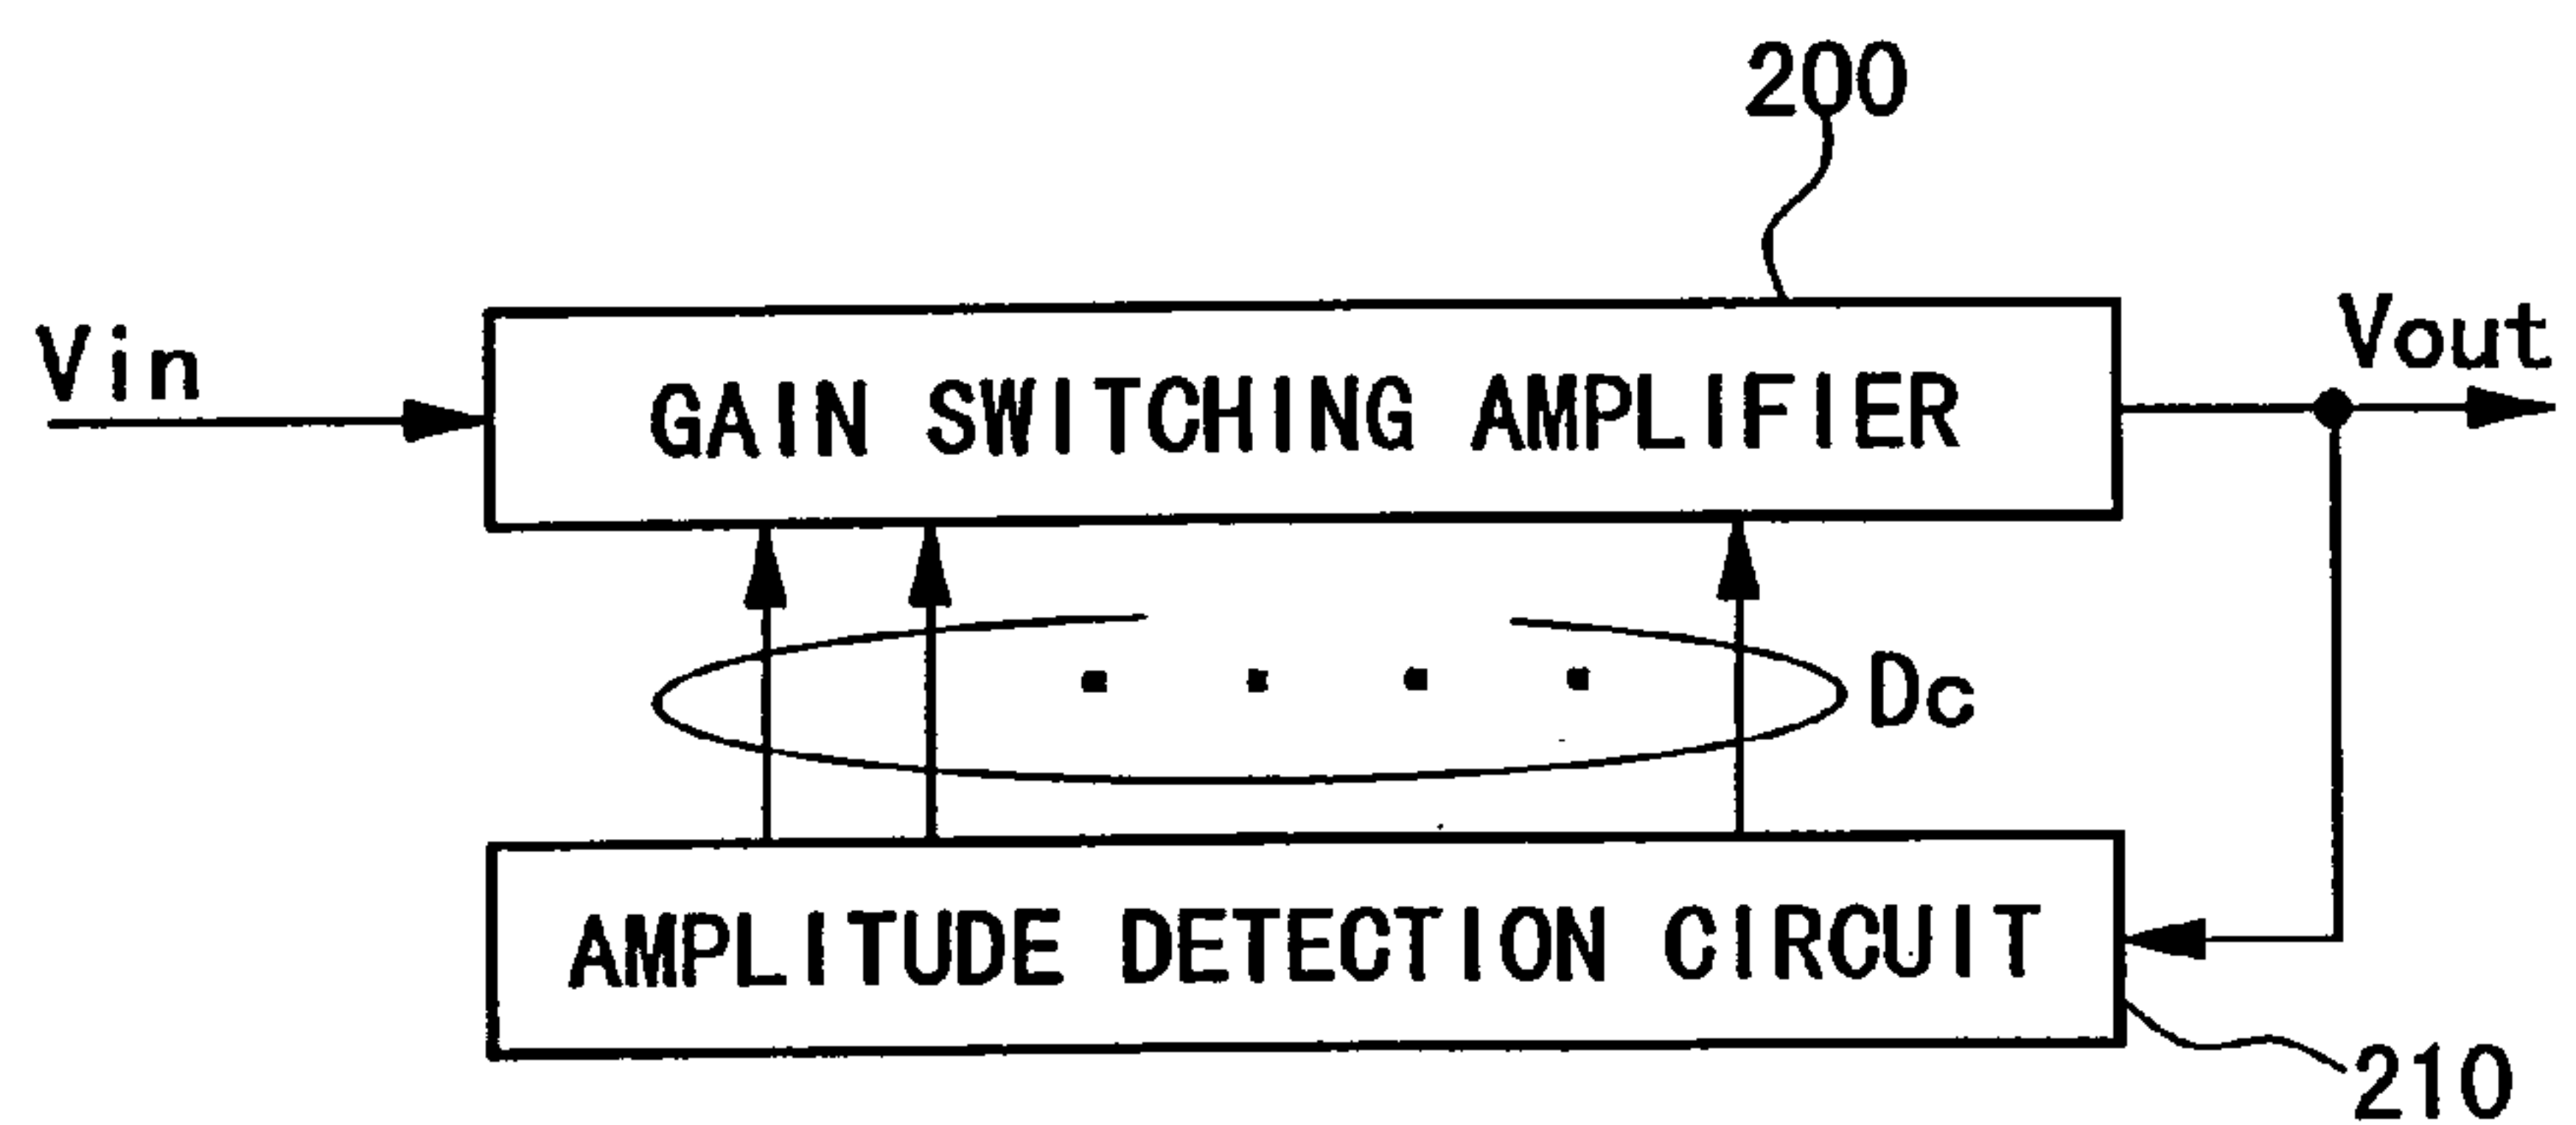 200
Vin
GAIN SWITCHING AMPLIFIER
Vout
Dc
AMPLITUDE DETECTION CIRCUIT
210